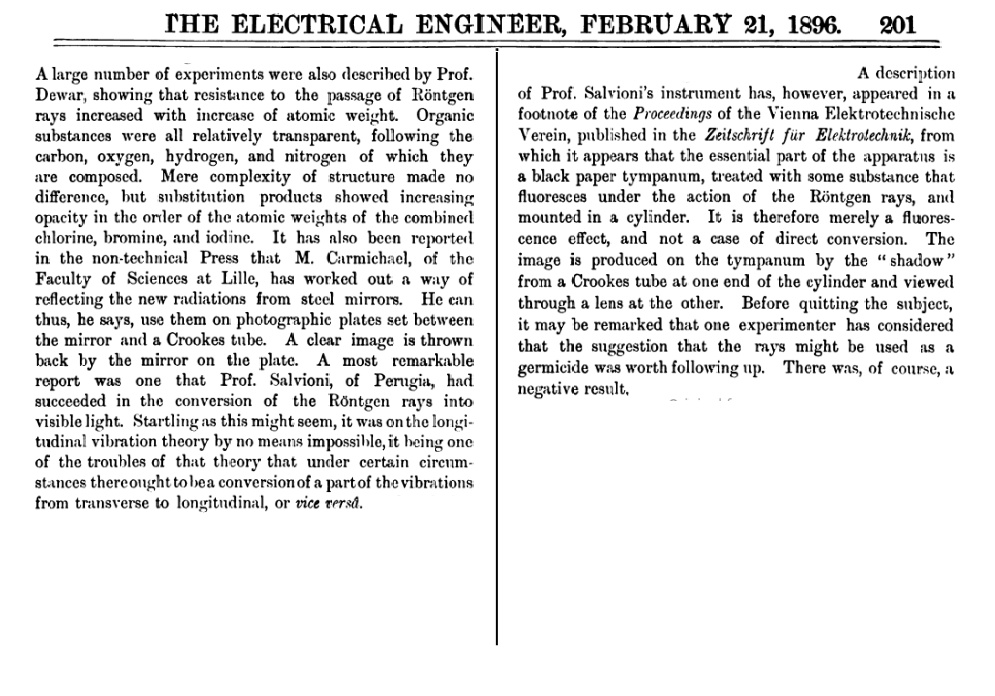 THE ELECTRICAL ENGINEER, FEBRUARY 21, 1896. 201
A large number of experiments were also described by Prof.
Dewar, showing that resistance to the passage of Röntgen
rays increased with increase of atomic weight. Organic
substances were all relatively transparent, following the
carbon, oxygen, hydrogen, and nitrogen of which they
are composed. Mere complexity of structure made no
difference, but substitution products showed increasing
opacity in the order of the atomic weights of the combined
chlorine, bromine, and iodine. It has also been reported
in the non-technical Press that M. Carmichael, of the
Faculty of Sciences at Lille, has worked out a way of
reflecting the new radiations from steel mirrors. He can
thus, he says, use them on photographic plates set between
the mirror and a Crookes tube. A clear image is thrown
back by the mirror on the plate. A most remarkable
report was one that Prof. Salvioni, of Perugia, had
succeeded in the conversion of the Röntgen rays into
visible light. Startling as this might seem, it was on the longi-
tudinal vibration theory by no means impossible, it being one
of the troubles of that theory that under certain circum-
stances there ought to be a conversion of a part of the vibrations
from transverse to longitudinal, or vice versâ.
A description
of Prof. Salvioni's instrument has, however, appeared in a
footnote of the Proceedings of the Vienna Elektrotechnische
Verein, published in the Zeitschrift für Elektrotechnik, from
which it appears that the essential part of the apparatus is
a black paper tympanum, treated with some substance that
fluoresces under the action of the Röntgen rays, and
mounted in a cylinder. It is therefore merely a fluores-
cence effect, and not a case of direct conversion. The
image is produced on the tympanum by the "shadow"
from a Crookes tube at one end of the cylinder and viewed
through a lens at the other. Before quitting the subject,
it may be remarked that one experimenter has considered
that the suggestion that the rays might be used as a
germicide was worth following up. There was, of course, a
negative result.